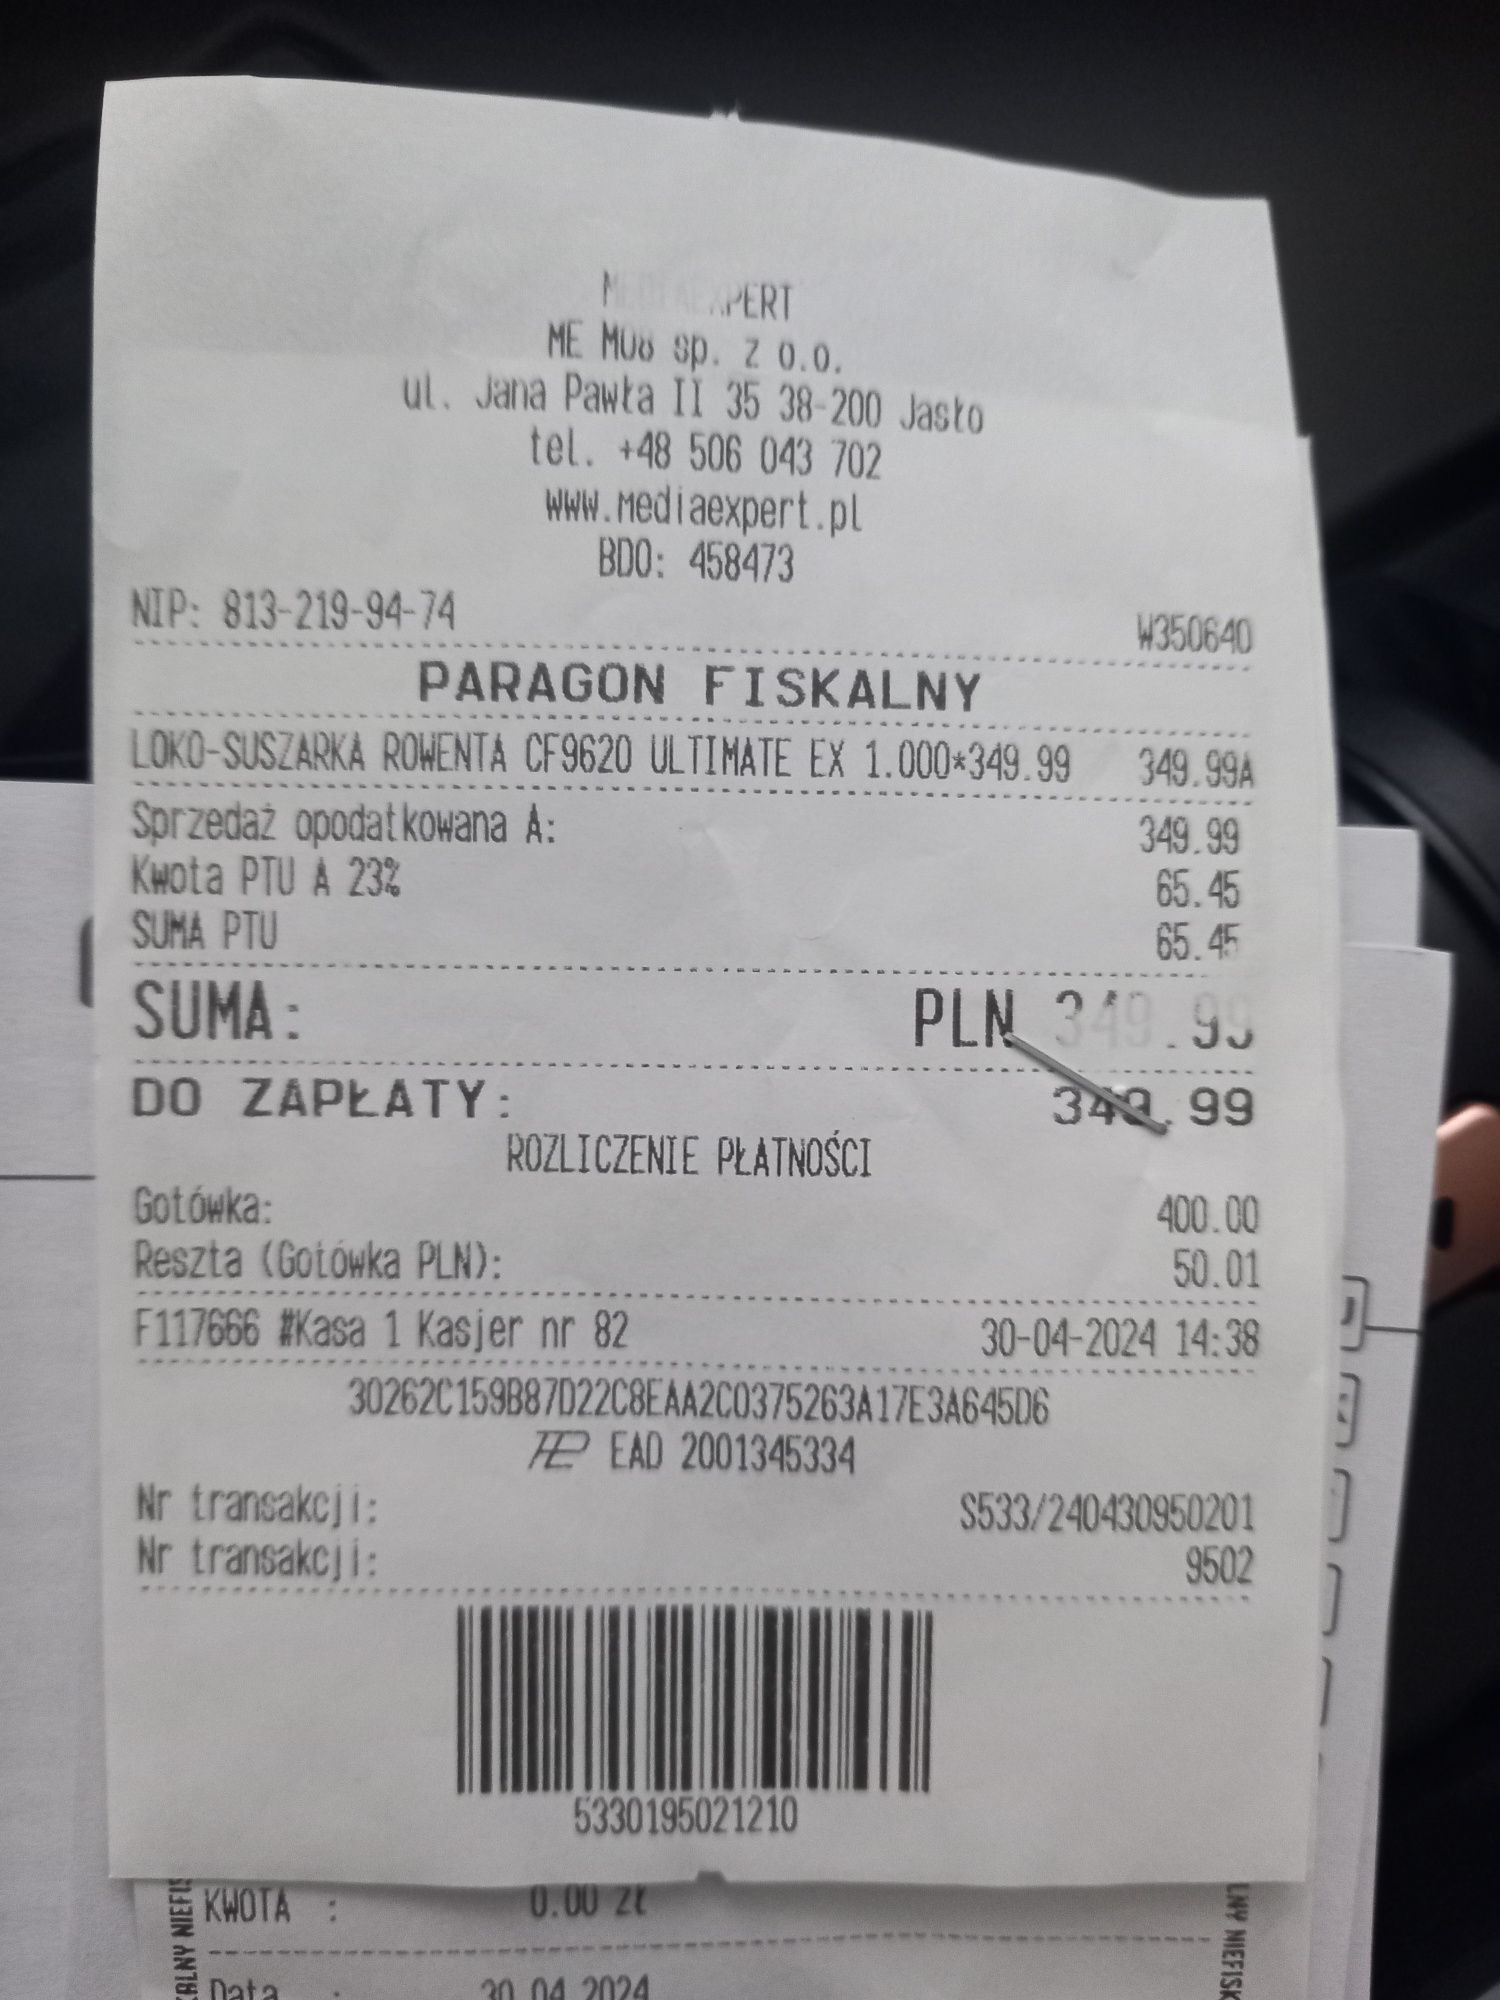 MEDIAEXPERT
ME M08 sp. z o.o.
ul. Jana Pawła II 35 38-200 Jasło
tel. +48 506 043 702
www.mediaexpert.pl
BDO: 458473
NIP: 813-219-94-74 W350640
PARAGON FISKALNY
LOKO-SUSZARKA ROWENTA CF9620 ULTIMATE EX 1.000*349.99 349.99A
Sprzedaż opodatkowana A: 349.99
Kwota PTU A 23% 65.45
SUMA PTU 65.45
SUMA: PLN 349.99
DO ZAPŁATY: 349.99
ROZLICZENIE PŁATNOŚCI
Gotówka: 400.00
Reszta (Gotówka PLN): 50.01
F117666 #Kasa 1 Kasjer nr 82 30-04-2024 14:38
30262C159B87D22C8EAA2C0375263A17E3A645D6
EAD 2001345334
Nr transakcji: S533/240430950201
Nr transakcji: 9502
5330195021210
KWOTA : 0.00 zł
Data : 30.04.2024